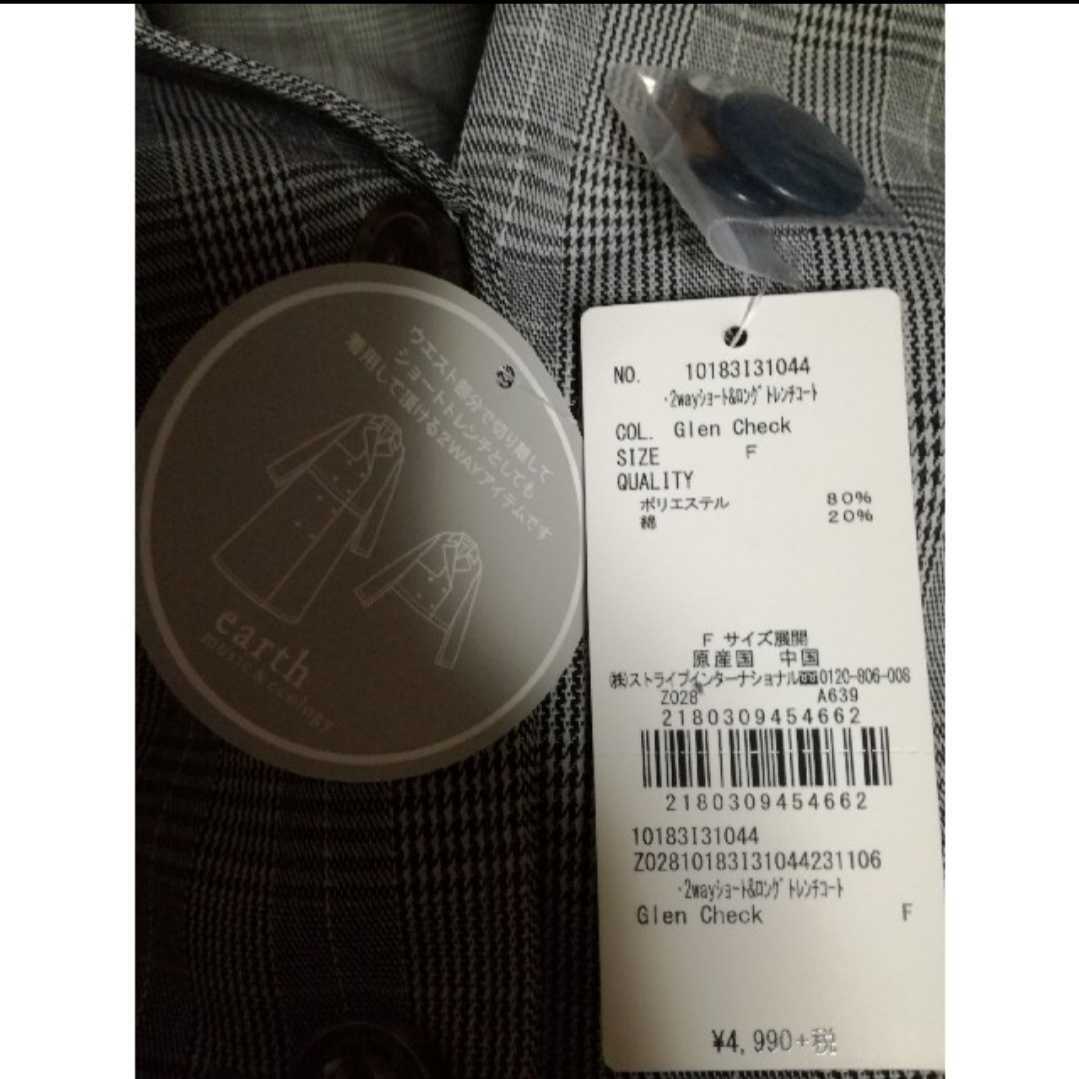 ウエスト部分で切り離して
ショートトレンチとしても
着用して頂ける2WAYアイテムです
earth
music & ecology
NO. 10183I31044
・2wayショート&ロングトレンチコート
COL. Glen Check
SIZE F
QUALITY
ポリエステル 80%
綿 20%
F サイズ展開
原産国 中国
㈱ストライプインターナショナル 0120-806-008
Z028 A639
2180309454662
2180309454662
10183I31044
Z02810183I31044231106
・2wayショート&ロングトレンチコート
Glen Check F
¥4,990+税